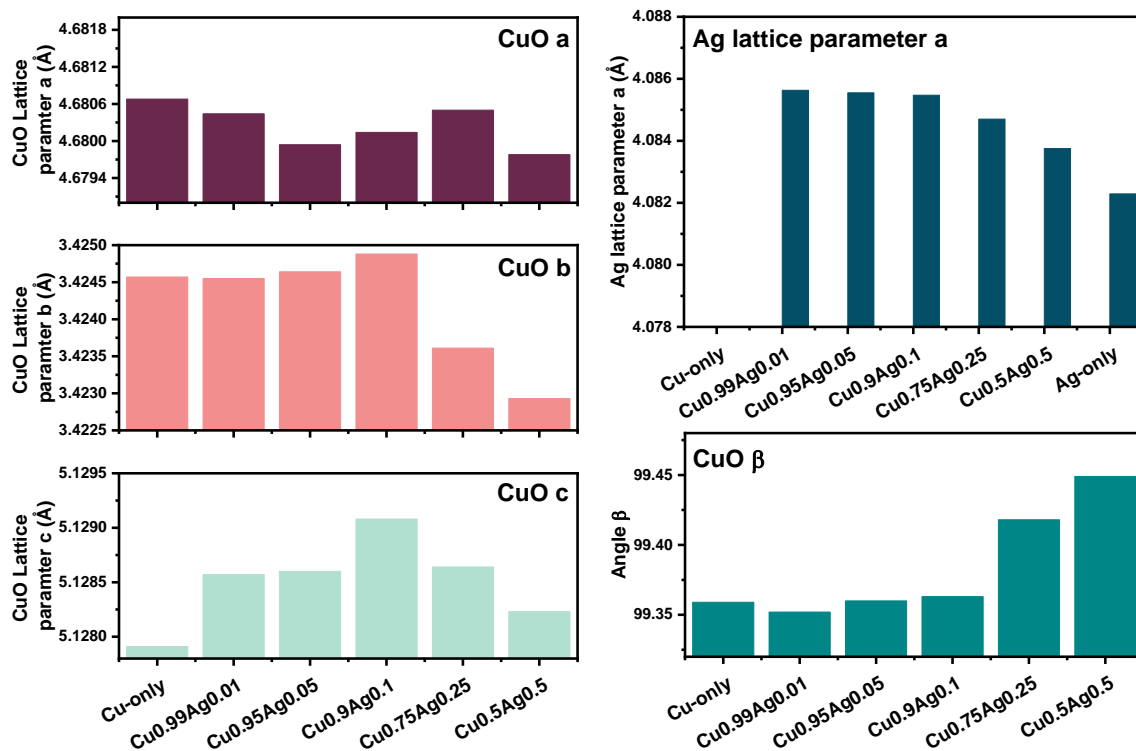 CuO a
CuO Lattice
paramter a (Å)
4.6818
4.6812
4.6806
4.6800
4.6794
CuO b
CuO Lattice
paramter b (Å)
3.4250
3.4245
3.4240
3.4235
3.4230
3.4225
CuO c
CuO Lattice
paramter c (Å)
5.1295
5.1290
5.1285
5.1280
Cu-only
Cu0.99Ag0.01
Cu0.95Ag0.05
Cu0.9Ag0.1
Cu0.75Ag0.25
Cu0.5Ag0.5
Ag lattice parameter a
Ag lattice parameter a (Å)
4.088
4.086
4.084
4.082
4.080
4.078
Cu-only
Cu0.99Ag0.01
Cu0.95Ag0.05
Cu0.9Ag0.1
Cu0.75Ag0.25
Cu0.5Ag0.5
Ag-only
CuO β
Angle β
99.45
99.40
99.35
Cu-only
Cu0.99Ag0.01
Cu0.95Ag0.05
Cu0.9Ag0.1
Cu0.75Ag0.25
Cu0.5Ag0.5